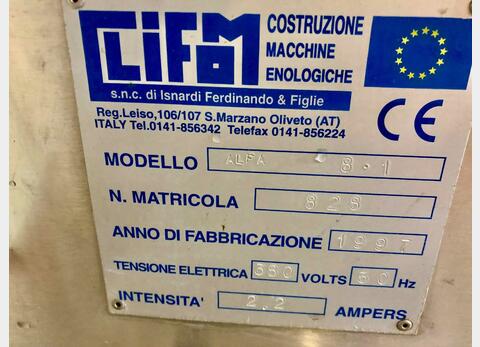 CLIFOM
COSTRUZIONE
MACCHINE
ENOLOGICHE
s.n.c. di Isnardi Ferdinando & Figlie
Reg.Leiso,106/107 S.Marzano Oliveto (AT)
ITALY Tel.0141-856342 Telefax 0141-856224
CE
MODELLO ALFA 8·1
N. MATRICOLA 828
ANNO DI FABBRICAZIONE 1997
TENSIONE ELETTRICA 380 VOLTS 50 Hz
INTENSITA' 2.2 AMPERS